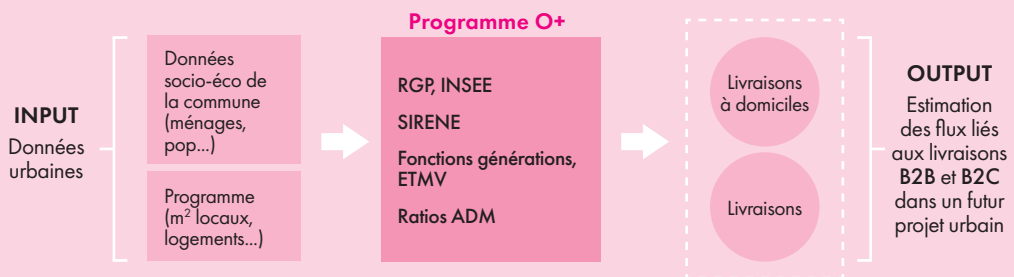 Programme O+
INPUT
Données
urbaines
Données
socio-éco de
la commune
(ménages,
pop...)
Programme
(m² locaux,
logements...)
RGP, INSEE
SIRENE
Fonctions générations,
ETMV
Ratios ADM
Livraisons
à domiciles
Livraisons
OUTPUT
Estimation
des flux liés
aux livraisons
B2B et B2C
dans un futur
projet urbain